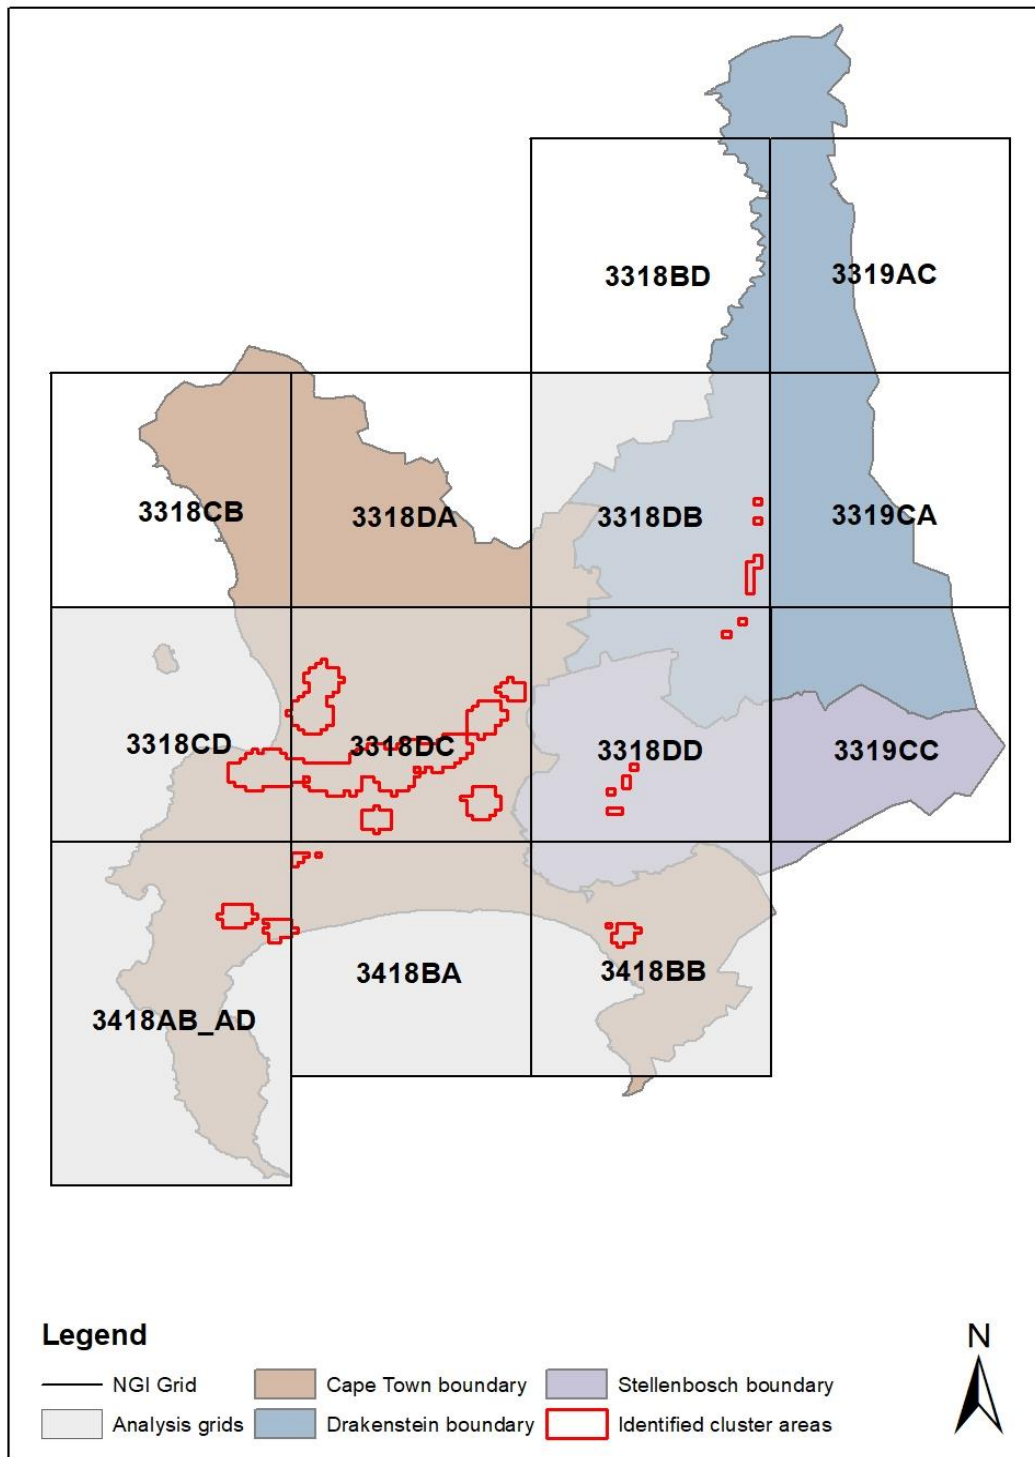 3318BD
3319AC
3318CB
3318DA
3318DB
3319CA
3318CD
3318DC
3318DD
3319CC
3418BA
3418BB
3418AB_AD
Legend
N
NGI Grid
Cape Town boundary
Stellenbosch boundary
Analysis grids
Drakenstein boundary
Identified cluster areas